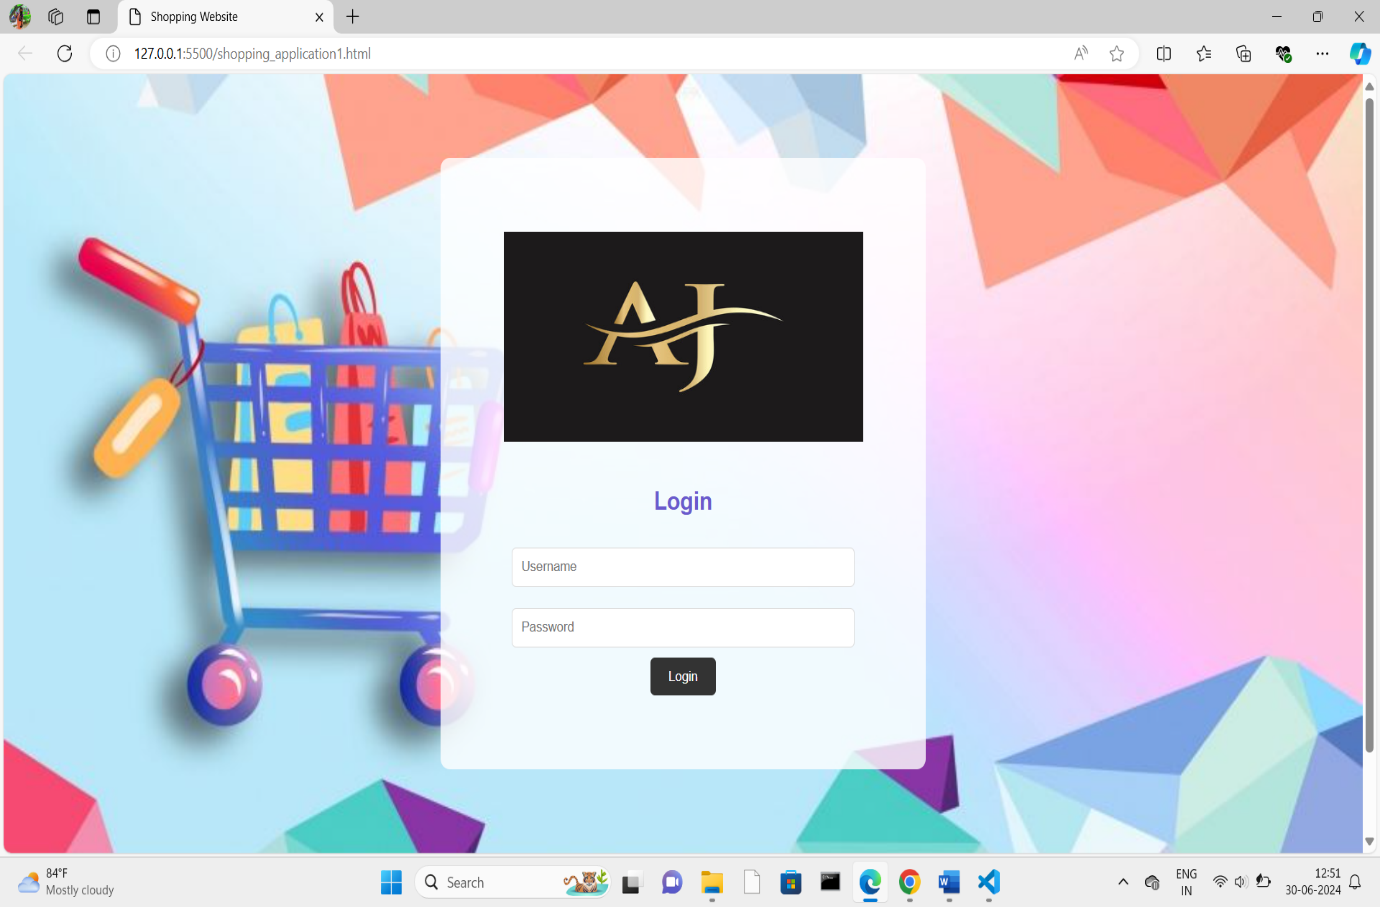 Shopping Website
127.0.0.1:5500/shopping_application1.html
AJ
Login
Username
Password
Login
84°F
Mostly cloudy
Search
ENG
IN
12:51
30-06-2024